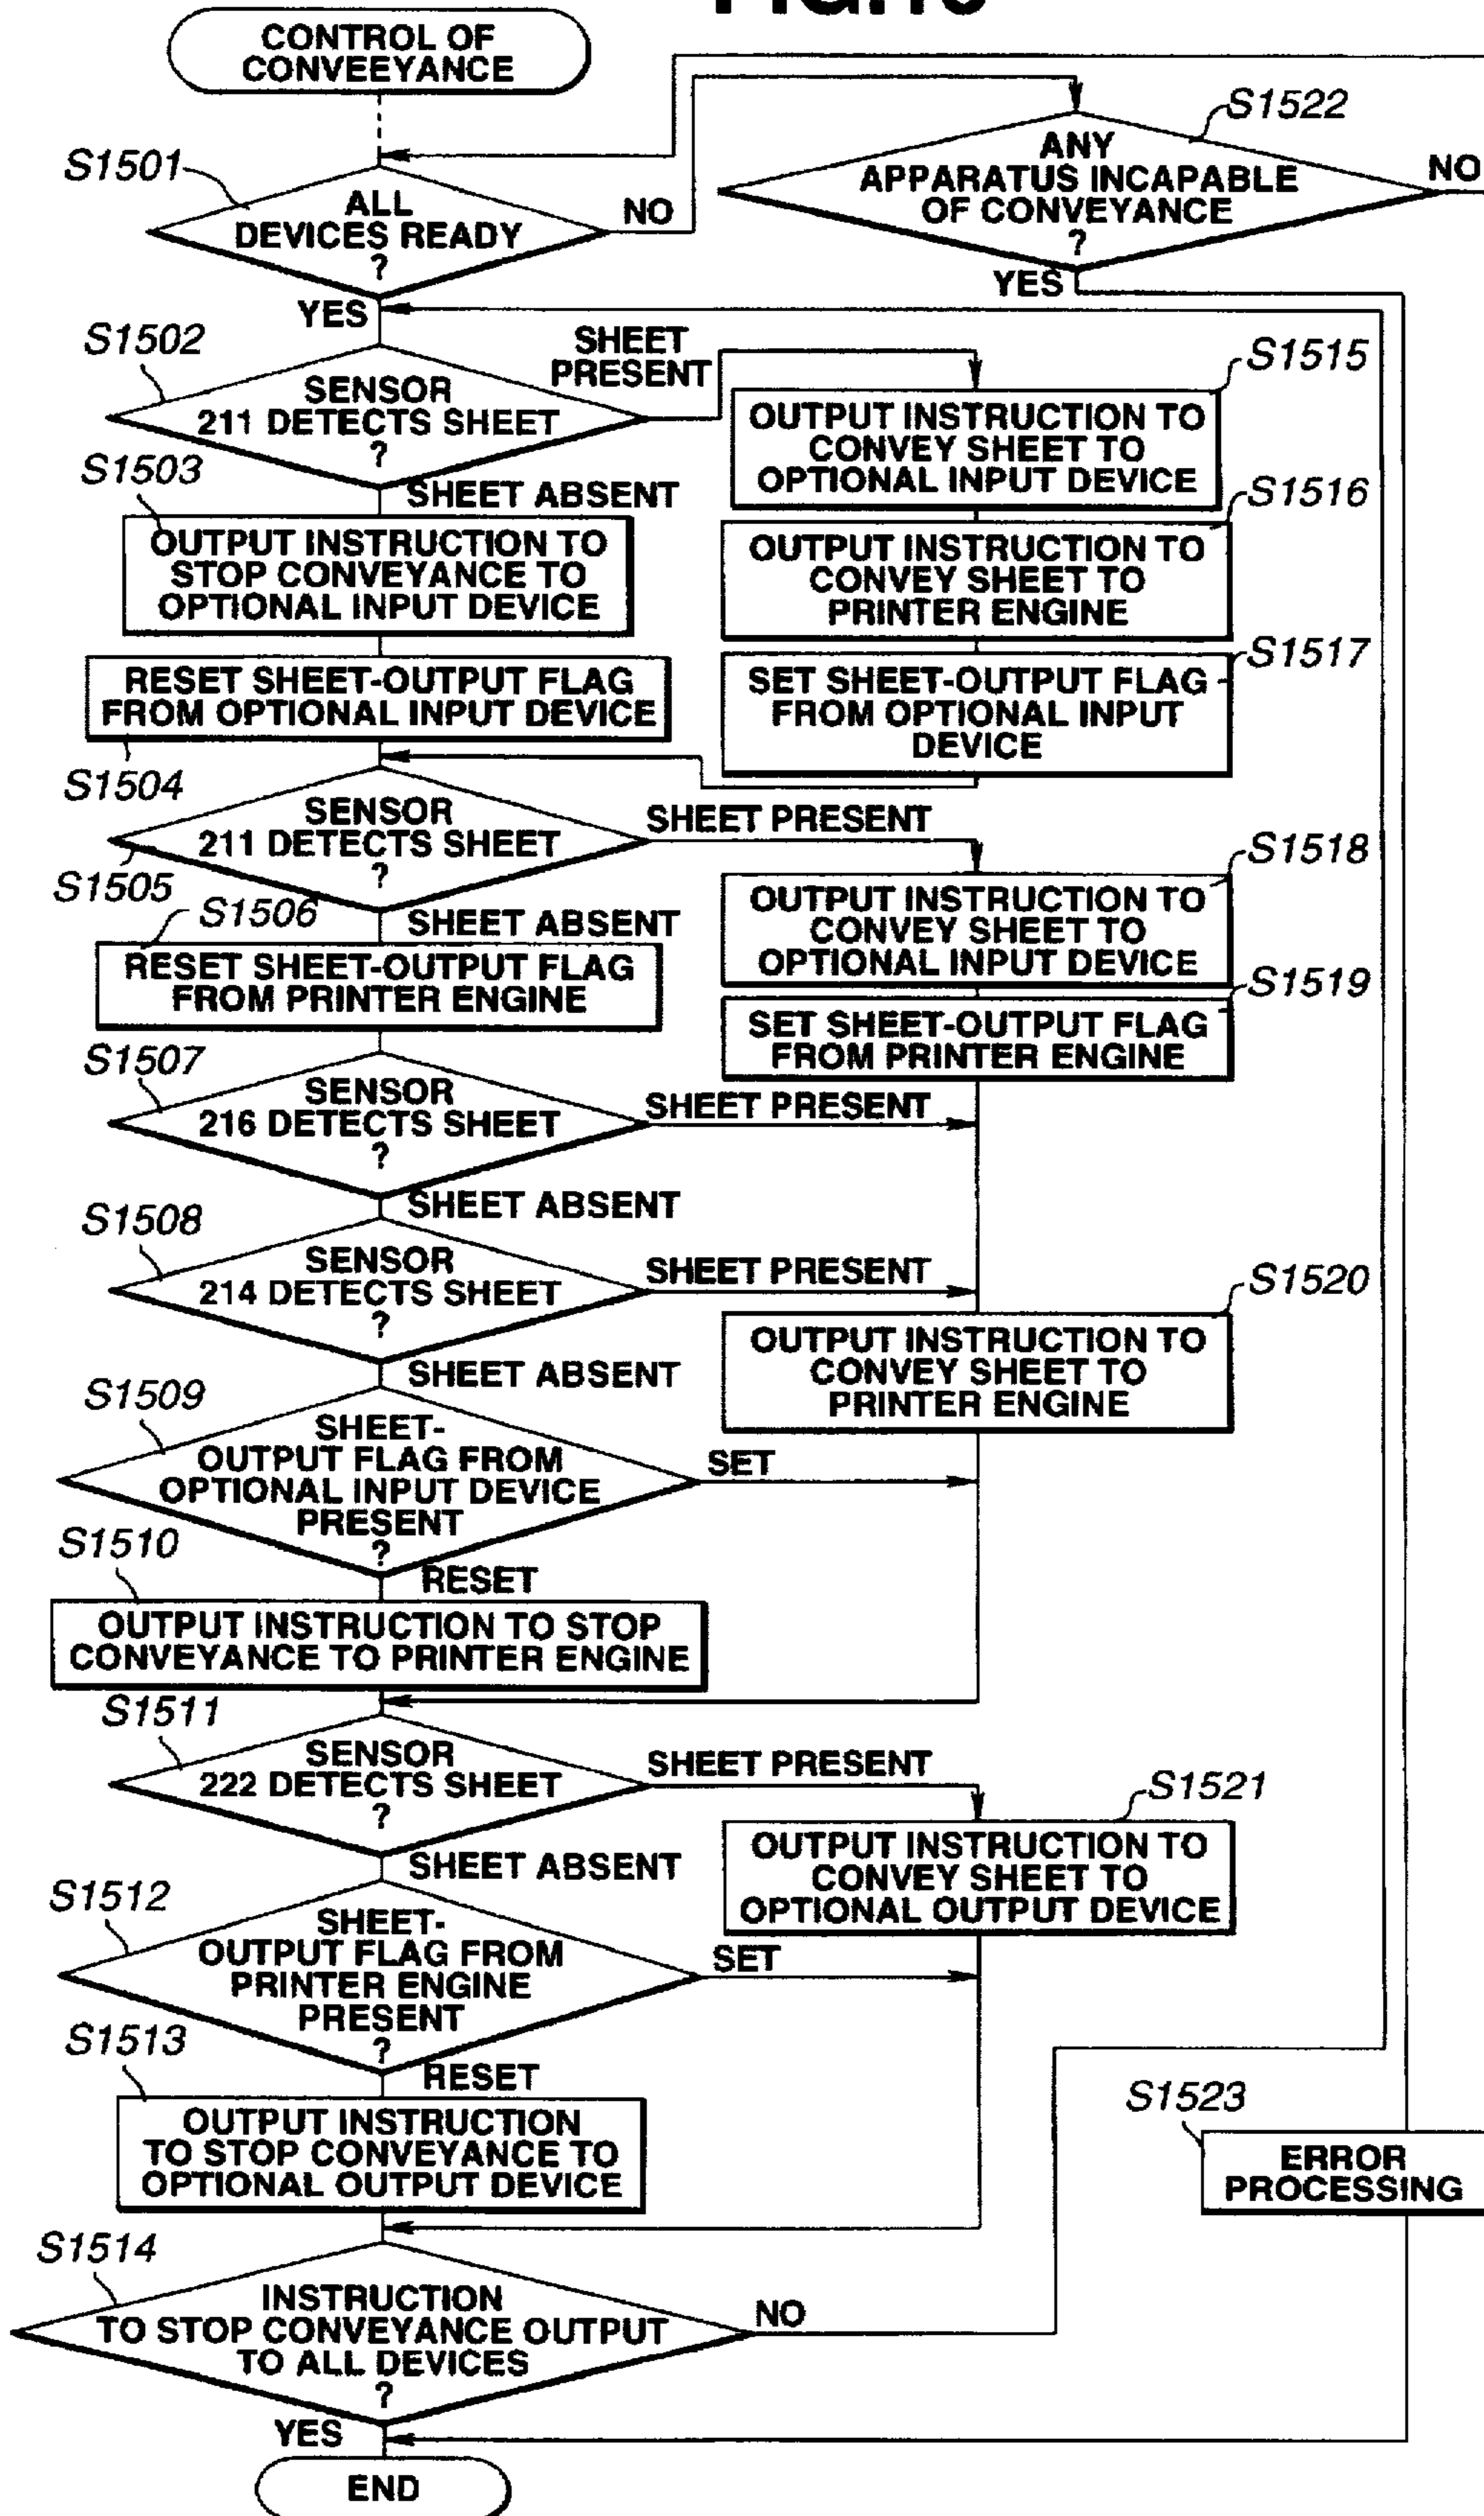 CONTROL OF
CONVEEYANCE
S1501
ALL
DEVICES READY
?
NO
YES
S1522
ANY
APPARATUS INCAPABLE
OF CONVEYANCE
?
NO
YES
S1502
SENSOR
211 DETECTS SHEET
?
SHEET
PRESENT
SHEET ABSENT
S1515
OUTPUT INSTRUCTION TO
CONVEY SHEET TO
OPTIONAL INPUT DEVICE
S1503
OUTPUT INSTRUCTION TO
STOP CONVEYANCE TO
OPTIONAL INPUT DEVICE
S1516
OUTPUT INSTRUCTION TO
CONVEY SHEET TO
PRINTER ENGINE
RESET SHEET-OUTPUT FLAG
FROM OPTIONAL INPUT DEVICE
S1504
S1517
SET SHEET-OUTPUT FLAG
FROM OPTIONAL INPUT
DEVICE
SENSOR
211 DETECTS SHEET
?
S1505
SHEET PRESENT
SHEET ABSENT
S1518
OUTPUT INSTRUCTION TO
CONVEY SHEET TO
OPTIONAL INPUT DEVICE
S1506
RESET SHEET-OUTPUT FLAG
FROM PRINTER ENGINE
S1519
SET SHEET-OUTPUT FLAG
FROM PRINTER ENGINE
S1507
SENSOR
216 DETECTS SHEET
?
SHEET PRESENT
SHEET ABSENT
S1508
SENSOR
214 DETECTS SHEET
?
SHEET PRESENT
SHEET ABSENT
S1520
OUTPUT INSTRUCTION TO
CONVEY SHEET TO
PRINTER ENGINE
S1509
SHEET-
OUTPUT FLAG FROM
OPTIONAL INPUT DEVICE
PRESENT
?
SET
RESET
S1510
OUTPUT INSTRUCTION TO STOP
CONVEYANCE TO PRINTER ENGINE
S1511
SENSOR
222 DETECTS SHEET
?
SHEET PRESENT
SHEET ABSENT
S1521
OUTPUT INSTRUCTION TO
CONVEY SHEET TO
OPTIONAL OUTPUT DEVICE
S1512
SHEET-
OUTPUT FLAG FROM
PRINTER ENGINE
PRESENT
?
SET
RESET
S1513
OUTPUT INSTRUCTION
TO STOP CONVEYANCE TO
OPTIONAL OUTPUT DEVICE
S1523
ERROR
PROCESSING
S1514
INSTRUCTION
TO STOP CONVEYANCE OUTPUT
TO ALL DEVICES
?
NO
YES
END